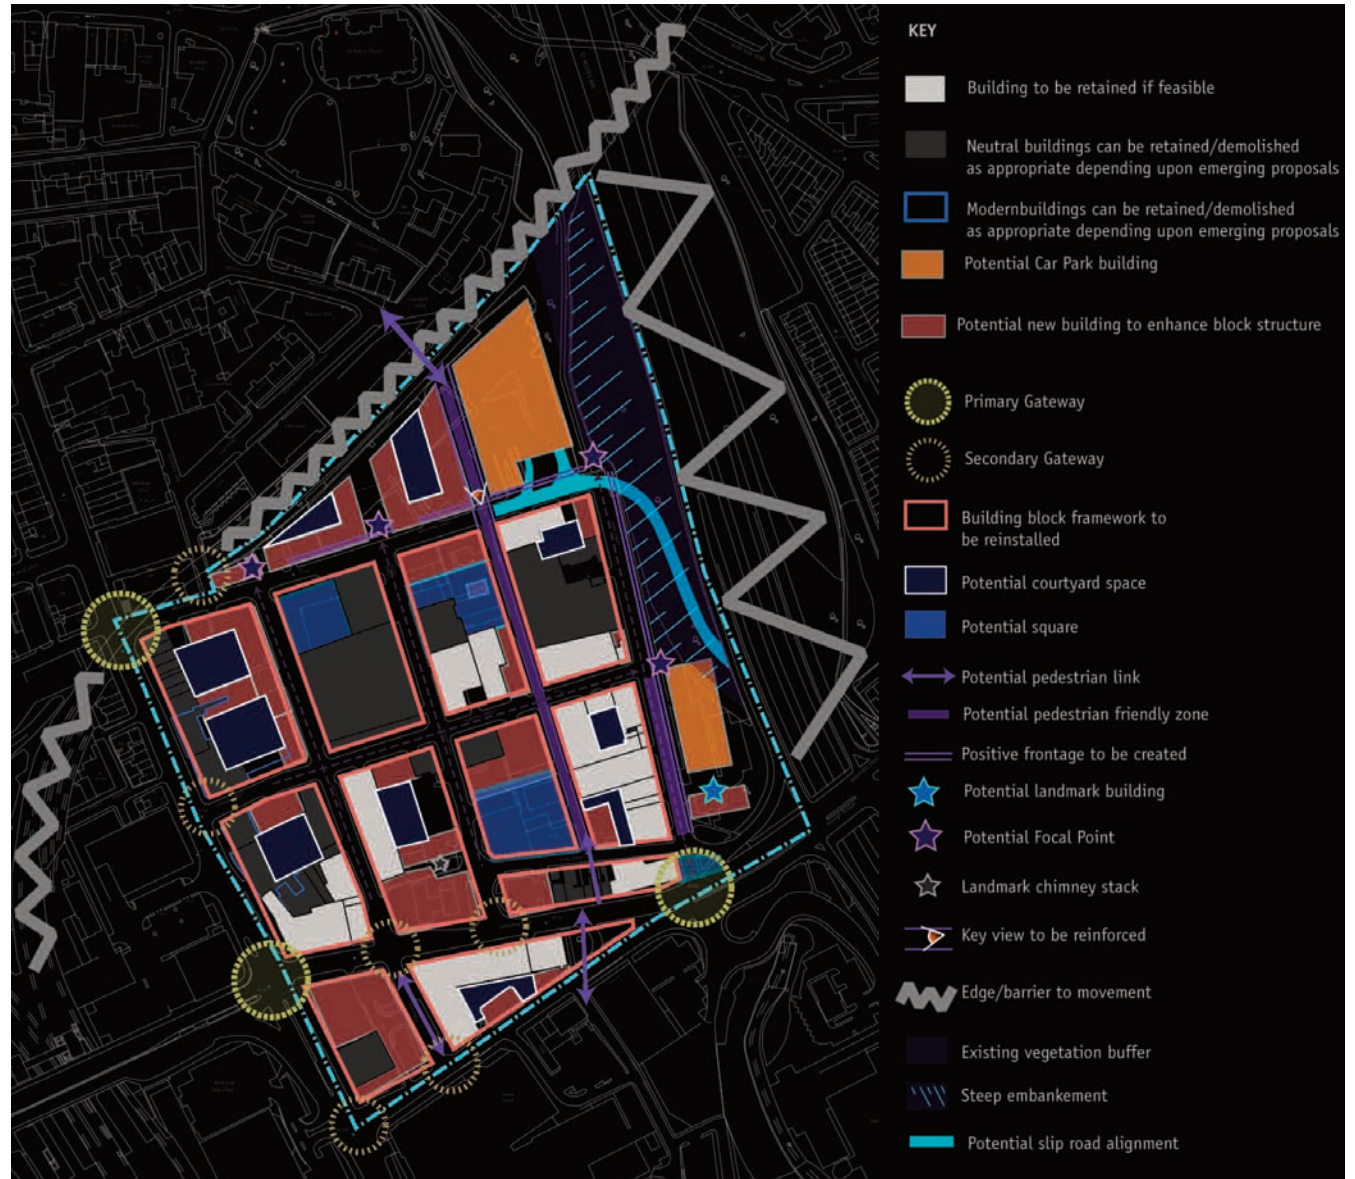 KEY
Building to be retained if feasible
Neutral buildings can be retained/demolished
as appropriate depending upon emerging proposals
Modernbuildings can be retained/demolished
as appropriate depending upon emerging proposals
Potential Car Park building
Potential new building to enhance block structure
Primary Gateway
Secondary Gateway
Building block framework to
be reinstalled
Potential courtyard space
Potential square
Potential pedestrian link
Potential pedestrian friendly zone
Positive frontage to be created
Potential landmark building
Potential Focal Point
Landmark chimney stack
Key view to be reinforced
Edge/barrier to movement
Existing vegetation buffer
Steep embankement
Potential slip road alignment